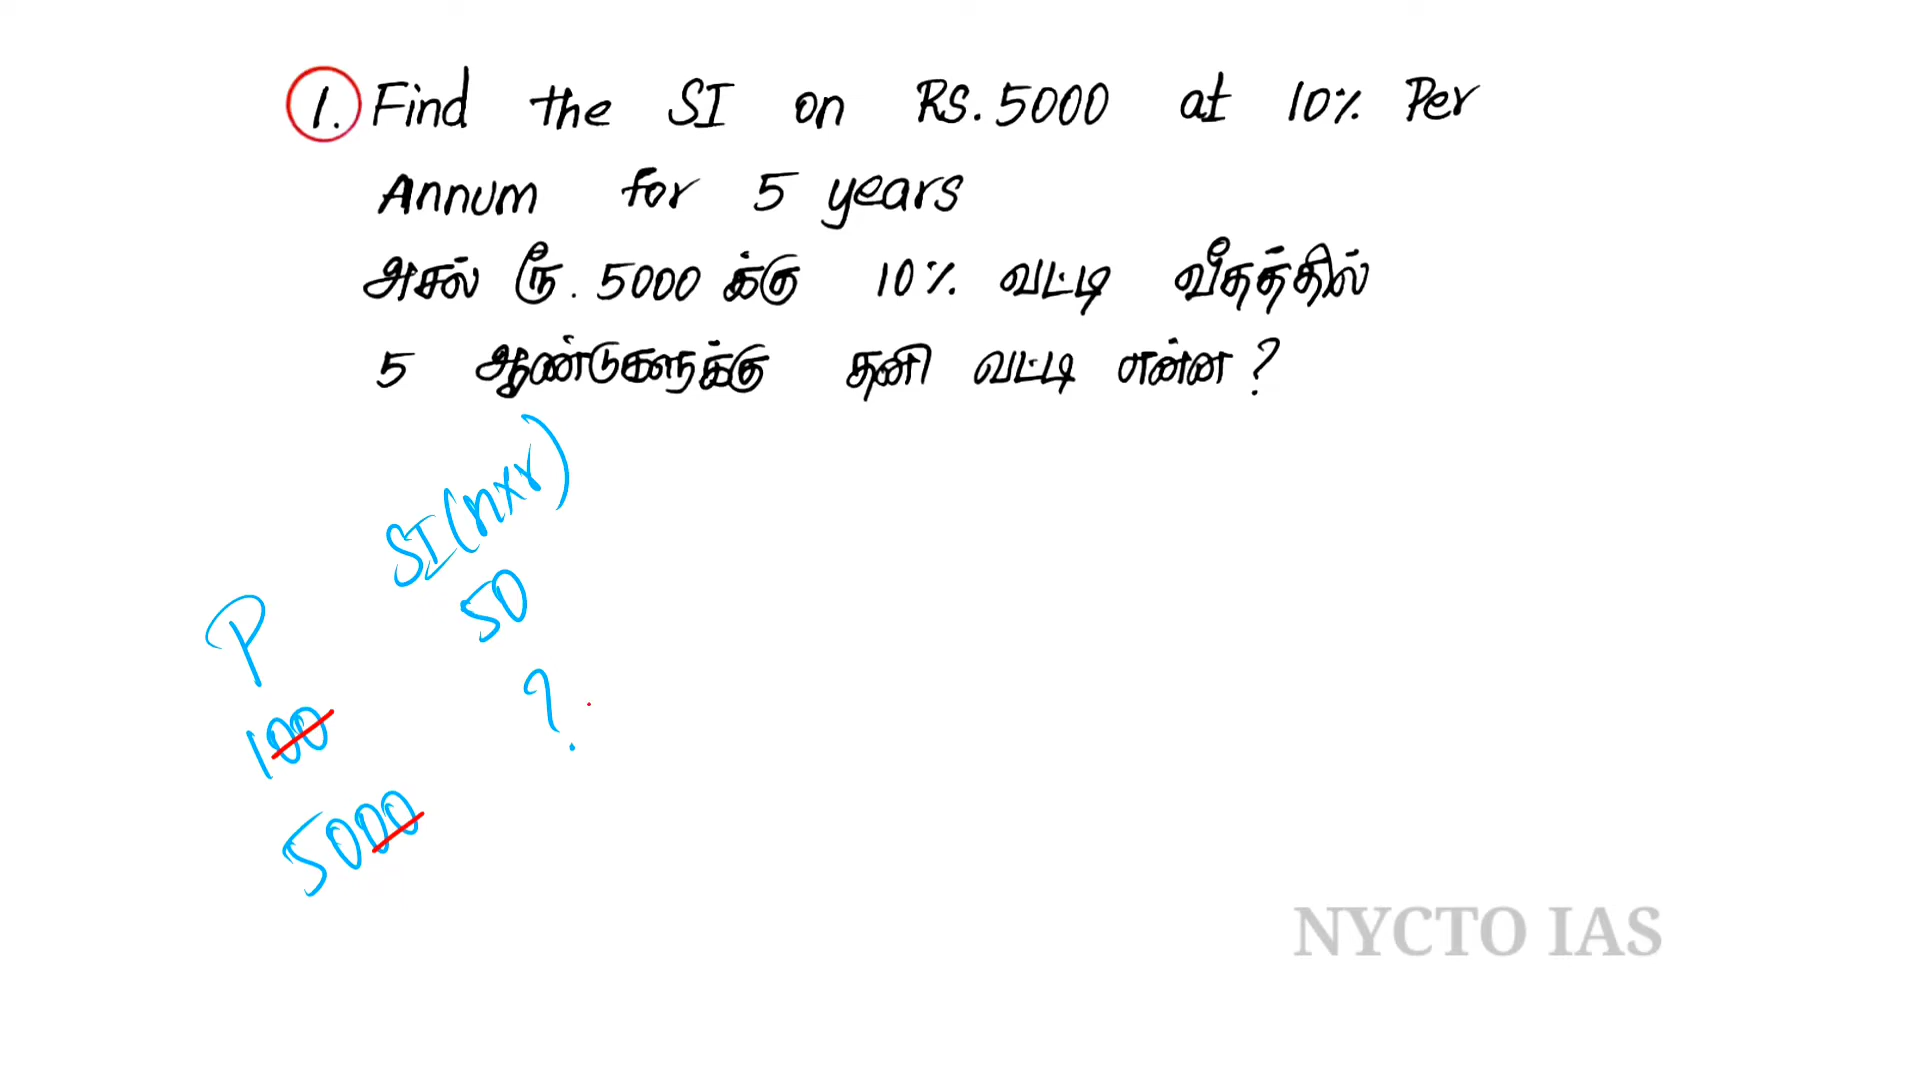 1. Find the SI on RS. 5000 at 10% Per
Annum for 5 years
அசல் ரூ. 5000 க்கு 10% வட்டி வீதத்தில்
5 ஆண்டுகளுக்கு தனி வட்டி என்ன?
SI(n×r)
P 50
100 ?
5000
NYCTO IAS